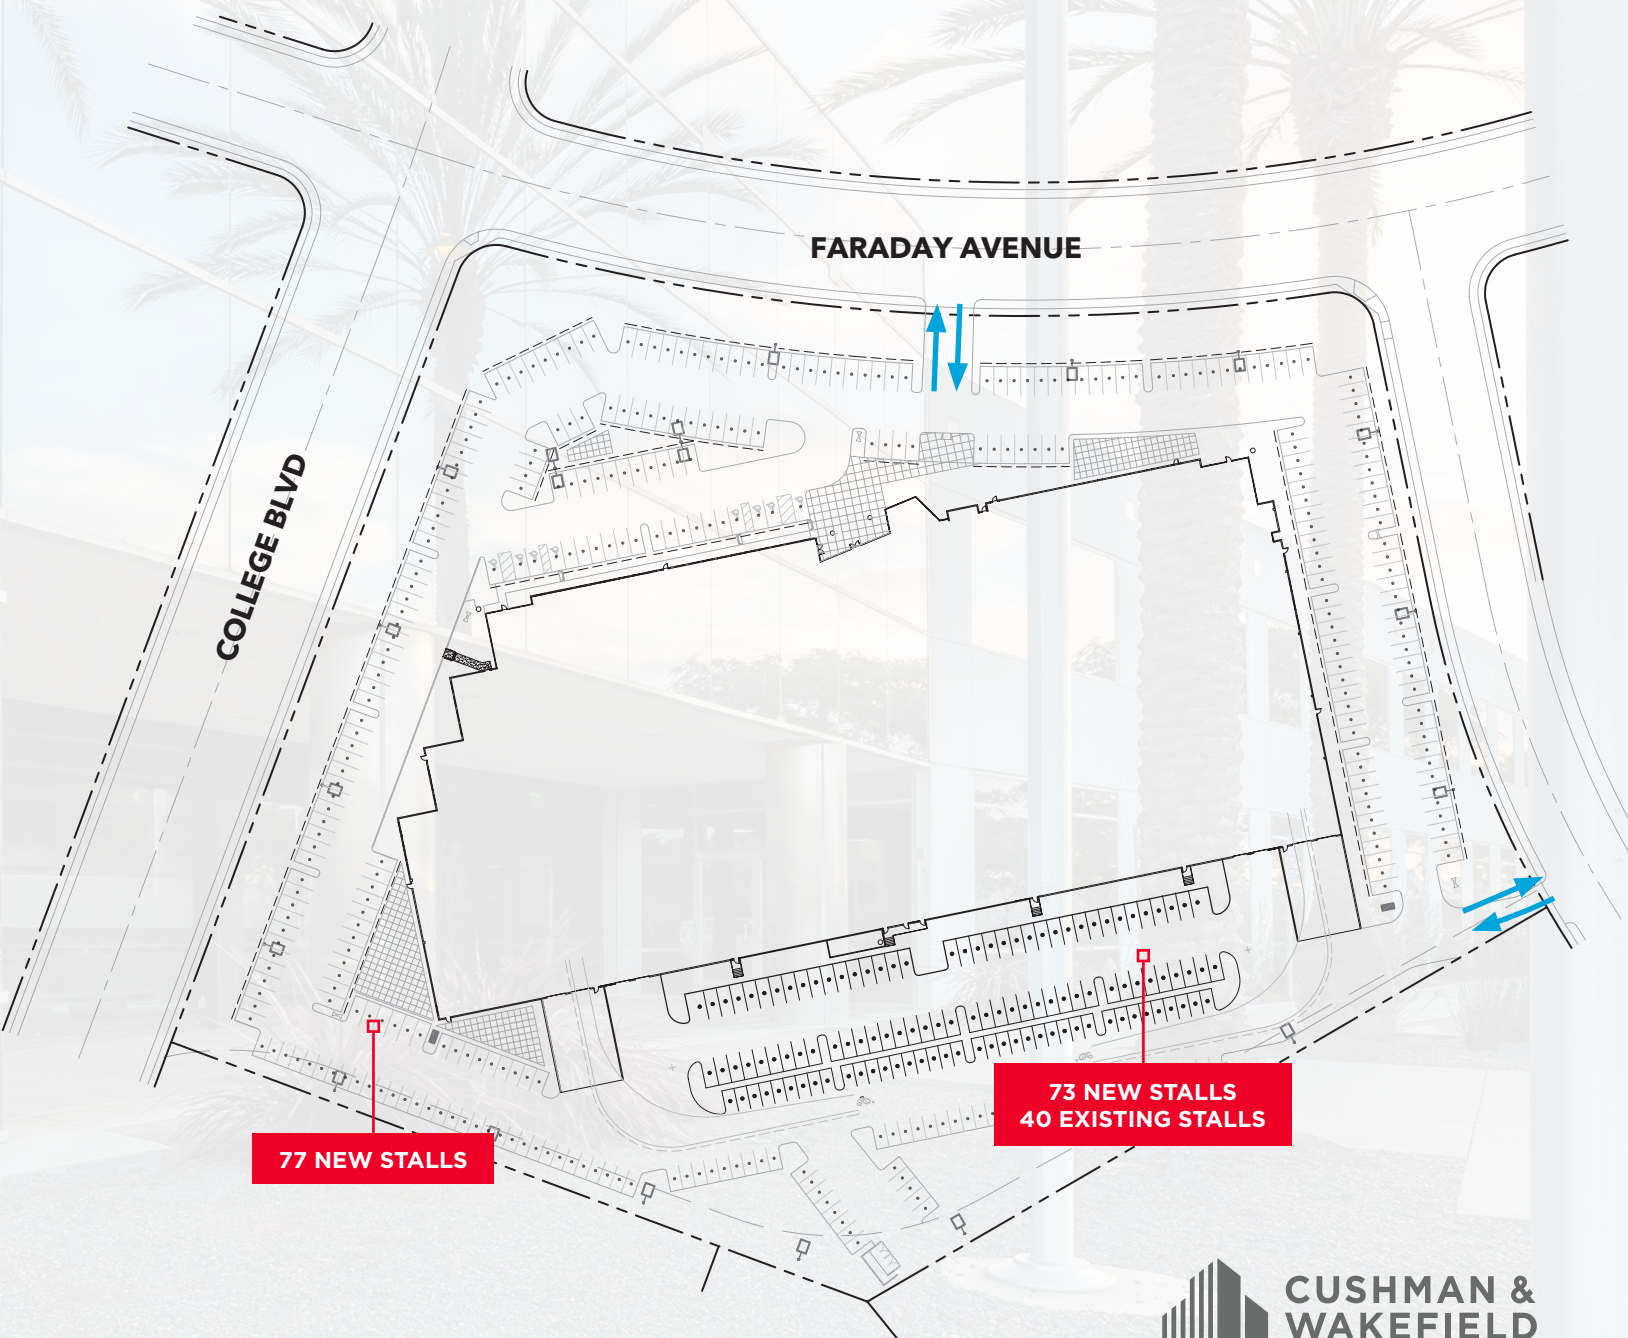 FARADAY AVENUE
COLLEGE BLVD
73 NEW STALLS
40 EXISTING STALLS
77 NEW STALLS
CUSHMAN &
WAKEFIELD